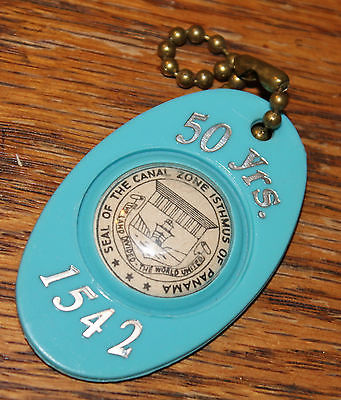 50 yrs.
SEAL OF THE CANAL ZONE ISTHMUS OF PANAMA
THE LAND DIVIDED
THE WORLD UNITED
1542